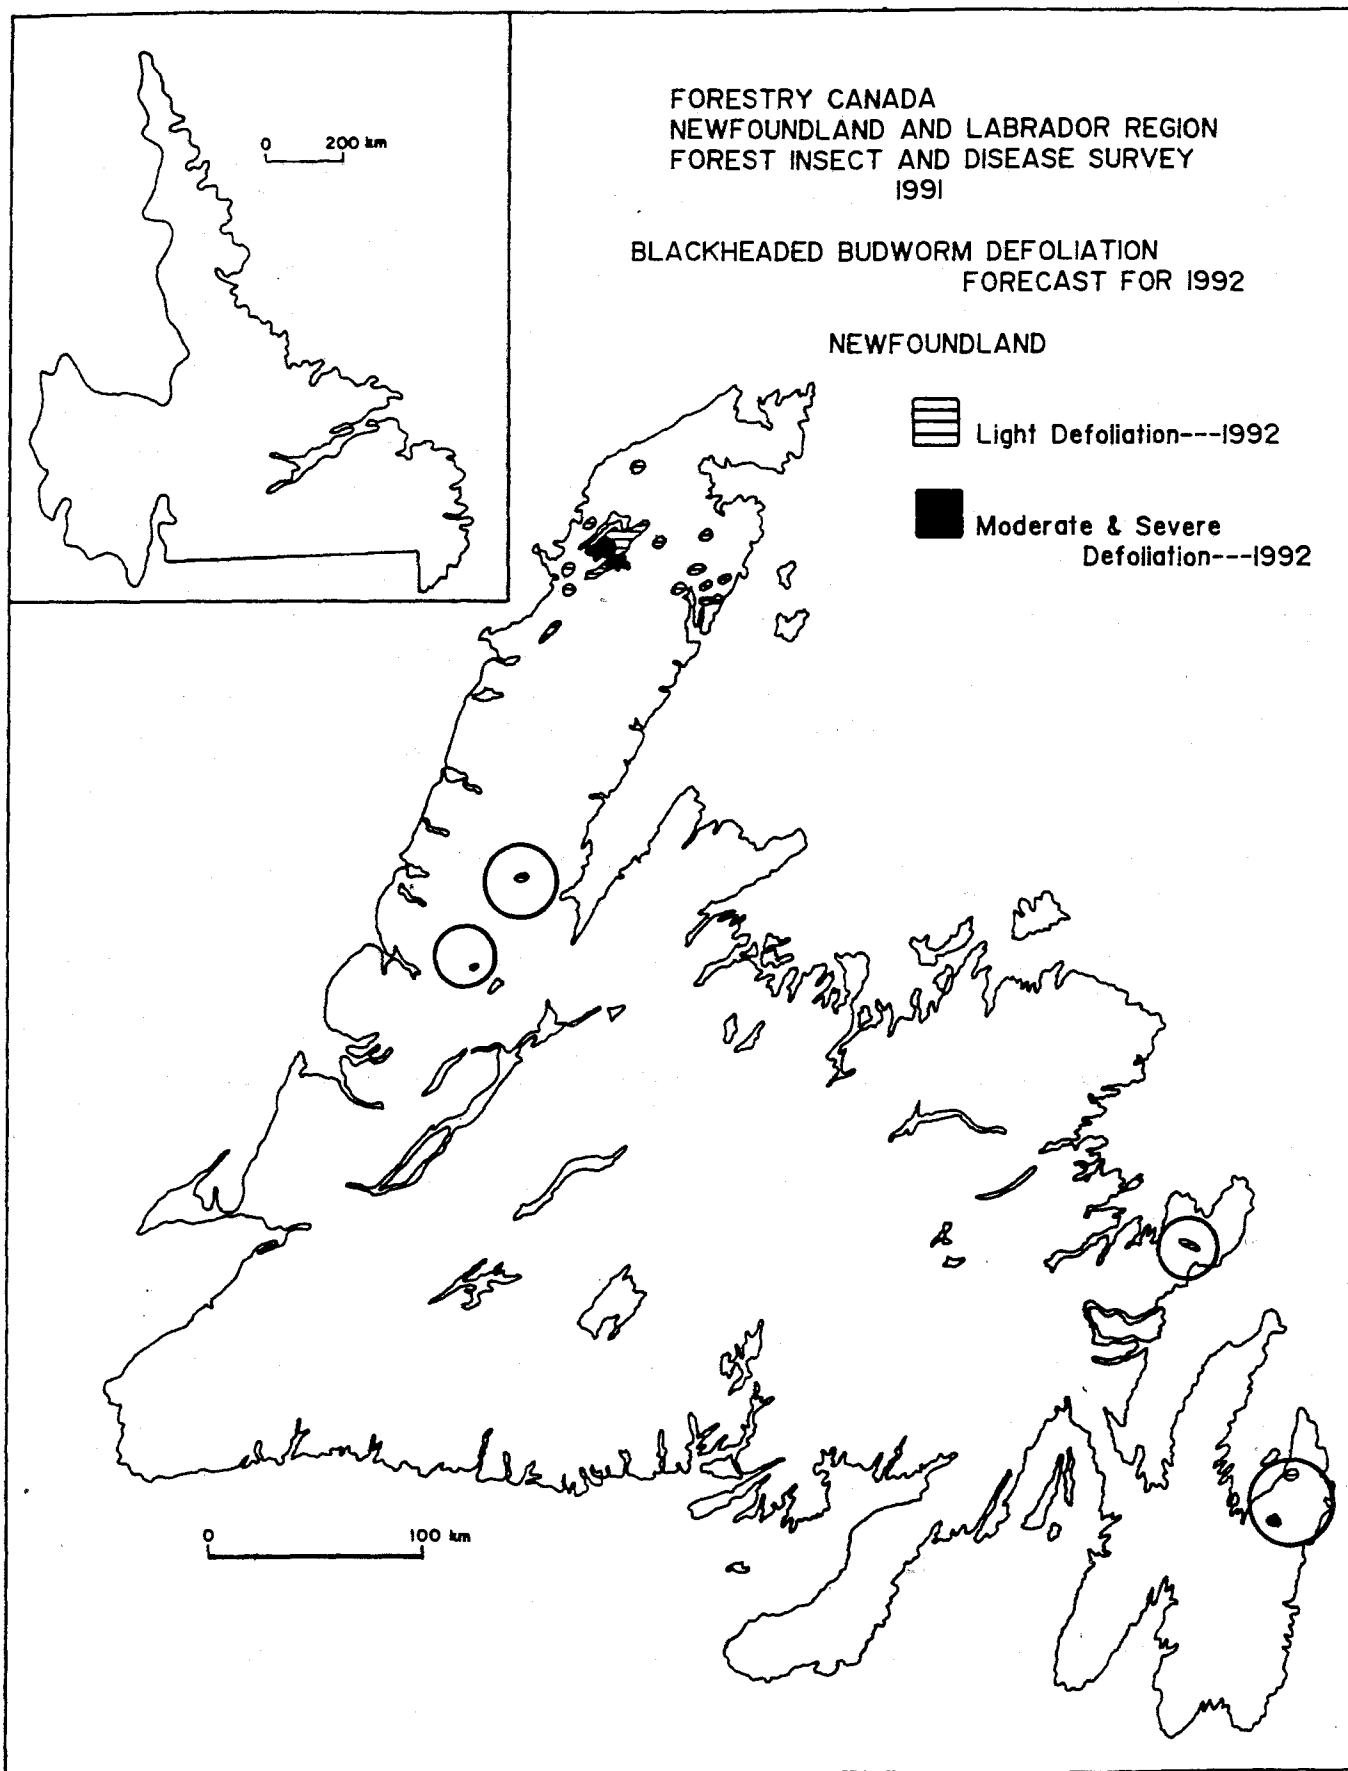 FORESTRY CANADA
NEWFOUNDLAND AND LABRADOR REGION
FOREST INSECT AND DISEASE SURVEY
1991
BLACKHEADED BUDWORM DEFOLIATION
FORECAST FOR 1992
NEWFOUNDLAND
Light Defoliation---1992
Moderate & Severe
Defoliation---1992
0 200 km
0 100 km